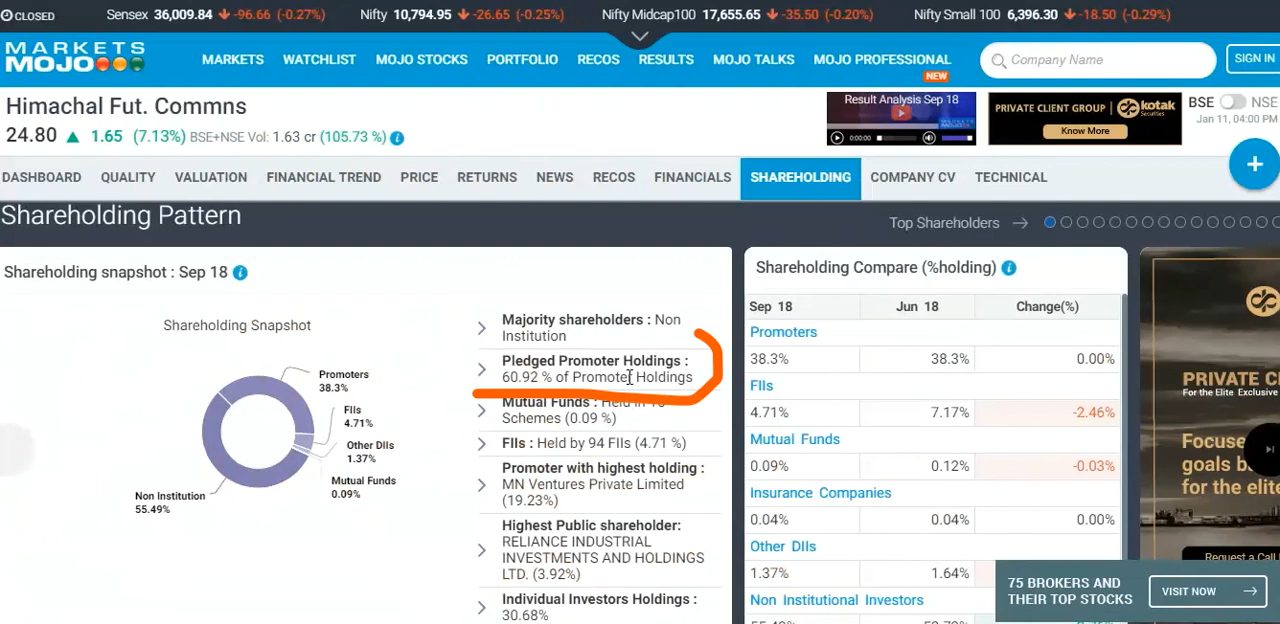 CLOSED
Sensex 36,009.84 -96.66 (-0.27%)
Nifty 10,794.95 -26.65 (-0.25%)
Nifty Midcap100 17,655.65 -35.50 (-0.20%)
Nifty Small 100 6,396.30 -18.50 (-0.29%)
MARKETS
MOJO
MARKETS
WATCHLIST
MOJO STOCKS
PORTFOLIO
RECOS
RESULTS
MOJO TALKS
MOJO PROFESSIONAL
NEW
Company Name
SIGN IN
Himachal Fut. Commns
24.80 1.65 (7.13%) BSE+NSE Vol: 1.63 cr (105.73 %)
Result Analysis Sep 18
0:00:00
PRIVATE CLIENT GROUP | kotak
Securities
Know More
BSE NSE
Jan 11, 04:00 PM
DASHBOARD
QUALITY
VALUATION
FINANCIAL TREND
PRICE
RETURNS
NEWS
RECOS
FINANCIALS
SHAREHOLDING
COMPANY CV
TECHNICAL
+
Shareholding Pattern
Top Shareholders
Shareholding snapshot : Sep 18
Shareholding Snapshot
Promoters
38.3%
FIIs
4.71%
Other DIIs
1.37%
Mutual Funds
0.09%
Non Institution
55.49%
Majority shareholders : Non
Institution
Pledged Promoter Holdings :
60.92 % of Promoter Holdings
Mutual Funds : Held in
Schemes (0.09 %)
FIIs : Held by 94 FIIs (4.71 %)
Promoter with highest holding :
MN Ventures Private Limited
(19.23%)
Highest Public shareholder:
RELIANCE INDUSTRIAL
INVESTMENTS AND HOLDINGS
LTD. (3.92%)
Individual Investors Holdings :
30.68%
Shareholding Compare (%holding)
Sep 18 Jun 18 Change(%)
Promoters
38.3% 38.3% 0.00%
FIIs
4.71% 7.17% -2.46%
Mutual Funds
0.09% 0.12% -0.03%
Insurance Companies
0.04% 0.04% 0.00%
Other DIIs
1.37% 1.64%
Non Institutional Investors
PRIVATE C
For the Elite Exclusive
Focuse
goals b
for the elite
Request a Call
75 BROKERS AND
THEIR TOP STOCKS
VISIT NOW